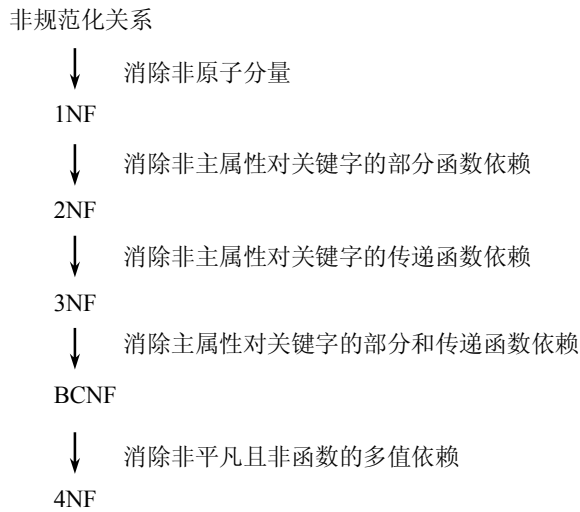 非规范化关系
消除非原子分量
1NF
消除非主属性对关键字的部分函数依赖
2NF
消除非主属性对关键字的传递函数依赖
3NF
消除主属性对关键字的部分和传递函数依赖
BCNF
消除非平凡且非函数的多值依赖
4NF